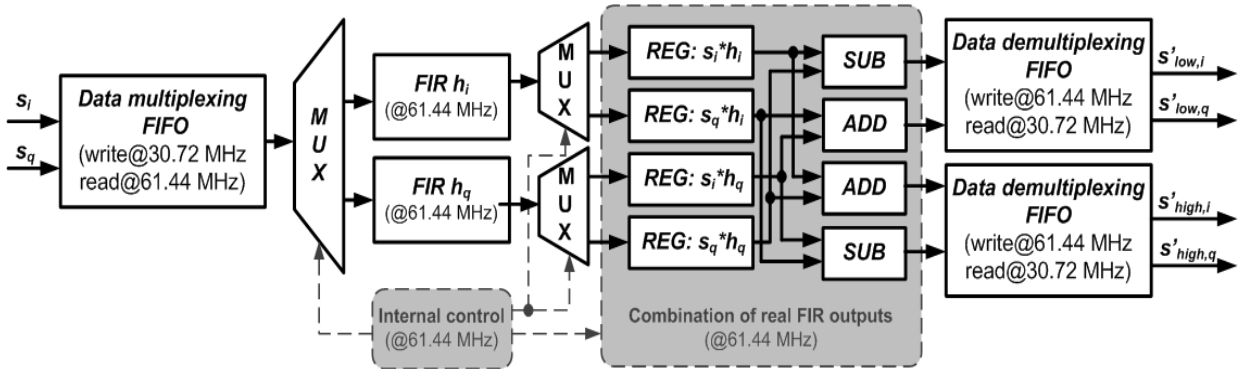 s_i
s_q
Data multiplexing
FIFO
(write@30.72 MHz
read@61.44 MHz)
M
U
X
FIR h_i
(@61.44 MHz)
FIR h_q
(@61.44 MHz)
M
U
X
M
U
X
Internal control
(@61.44 MHz)
REG: s_i*h_i
REG: s_q*h_i
REG: s_i*h_q
REG: s_q*h_q
SUB
ADD
ADD
SUB
Combination of real FIR outputs
(@61.44 MHz)
Data demultiplexing
FIFO
(write@61.44 MHz
read@30.72 MHz)
s'_low,i
s'_low,q
Data demultiplexing
FIFO
(write@61.44 MHz
read@30.72 MHz)
s'_high,i
s'_high,q